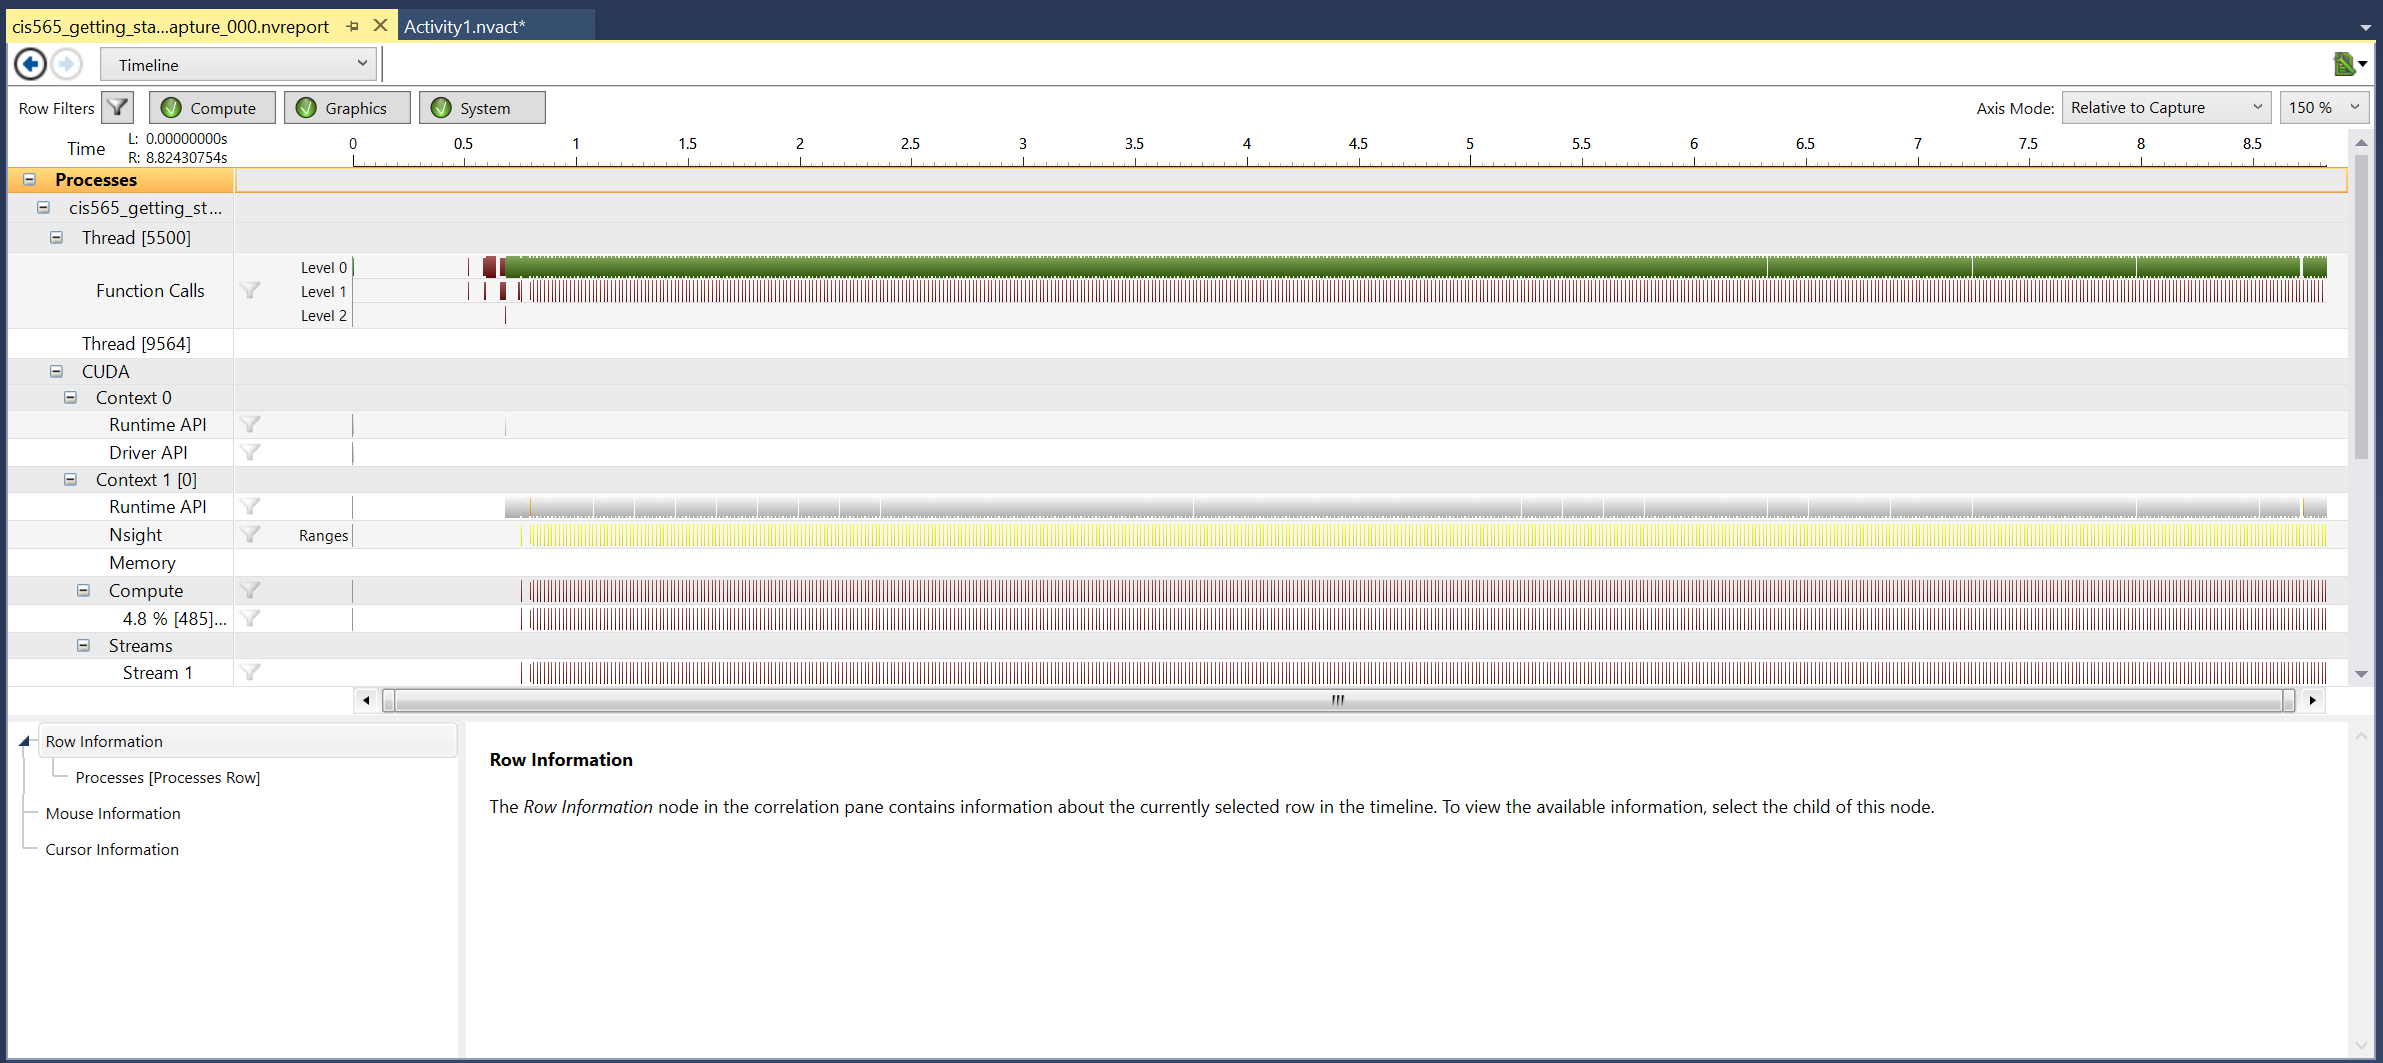 cis565_getting_sta...apture_000.nvreport Activity1.nvact*
Timeline
Row Filters Compute Graphics System Axis Mode: Relative to Capture 150 %
Time L: 0.00000000s 0 0.5 1 1.5 2 2.5 3 3.5 4 4.5 5 5.5 6 6.5 7 7.5 8 8.5
R: 8.82430754s
Processes
cis565_getting_st...
Thread [5500]
Level 0
Function Calls Level 1
Level 2
Thread [9564]
CUDA
Context 0
Runtime API
Driver API
Context 1 [0]
Runtime API
Nsight Ranges
Memory
Compute
4.8 % [485]...
Streams
Stream 1
Row Information
Processes [Processes Row]
Mouse Information
Cursor Information
Row Information
The Row Information node in the correlation pane contains information about the currently selected row in the timeline. To view the available information, select the child of this node.